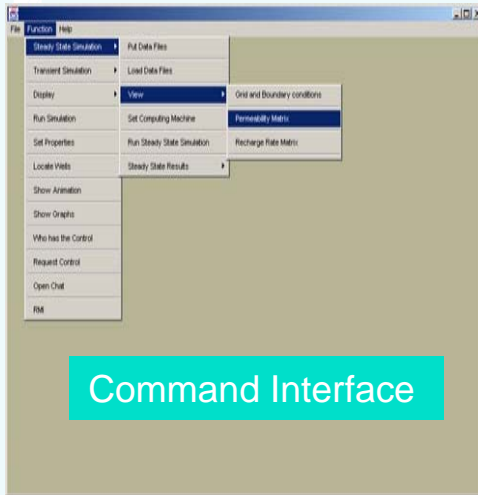 File Function Help
Steady State Simulation
Transient Simulation
Display
Run Simulation
Set Properties
Locate Wells
Show Animation
Show Graphs
Who has the Control
Request Control
Open Chat
RMI
Put Data Files
Load Data Files
View
Set Computing Machine
Run Steady State Simulation
Steady State Results
Grid and Boundary conditions
Permeability Matrix
Recharge Rate Matrix
Command Interface